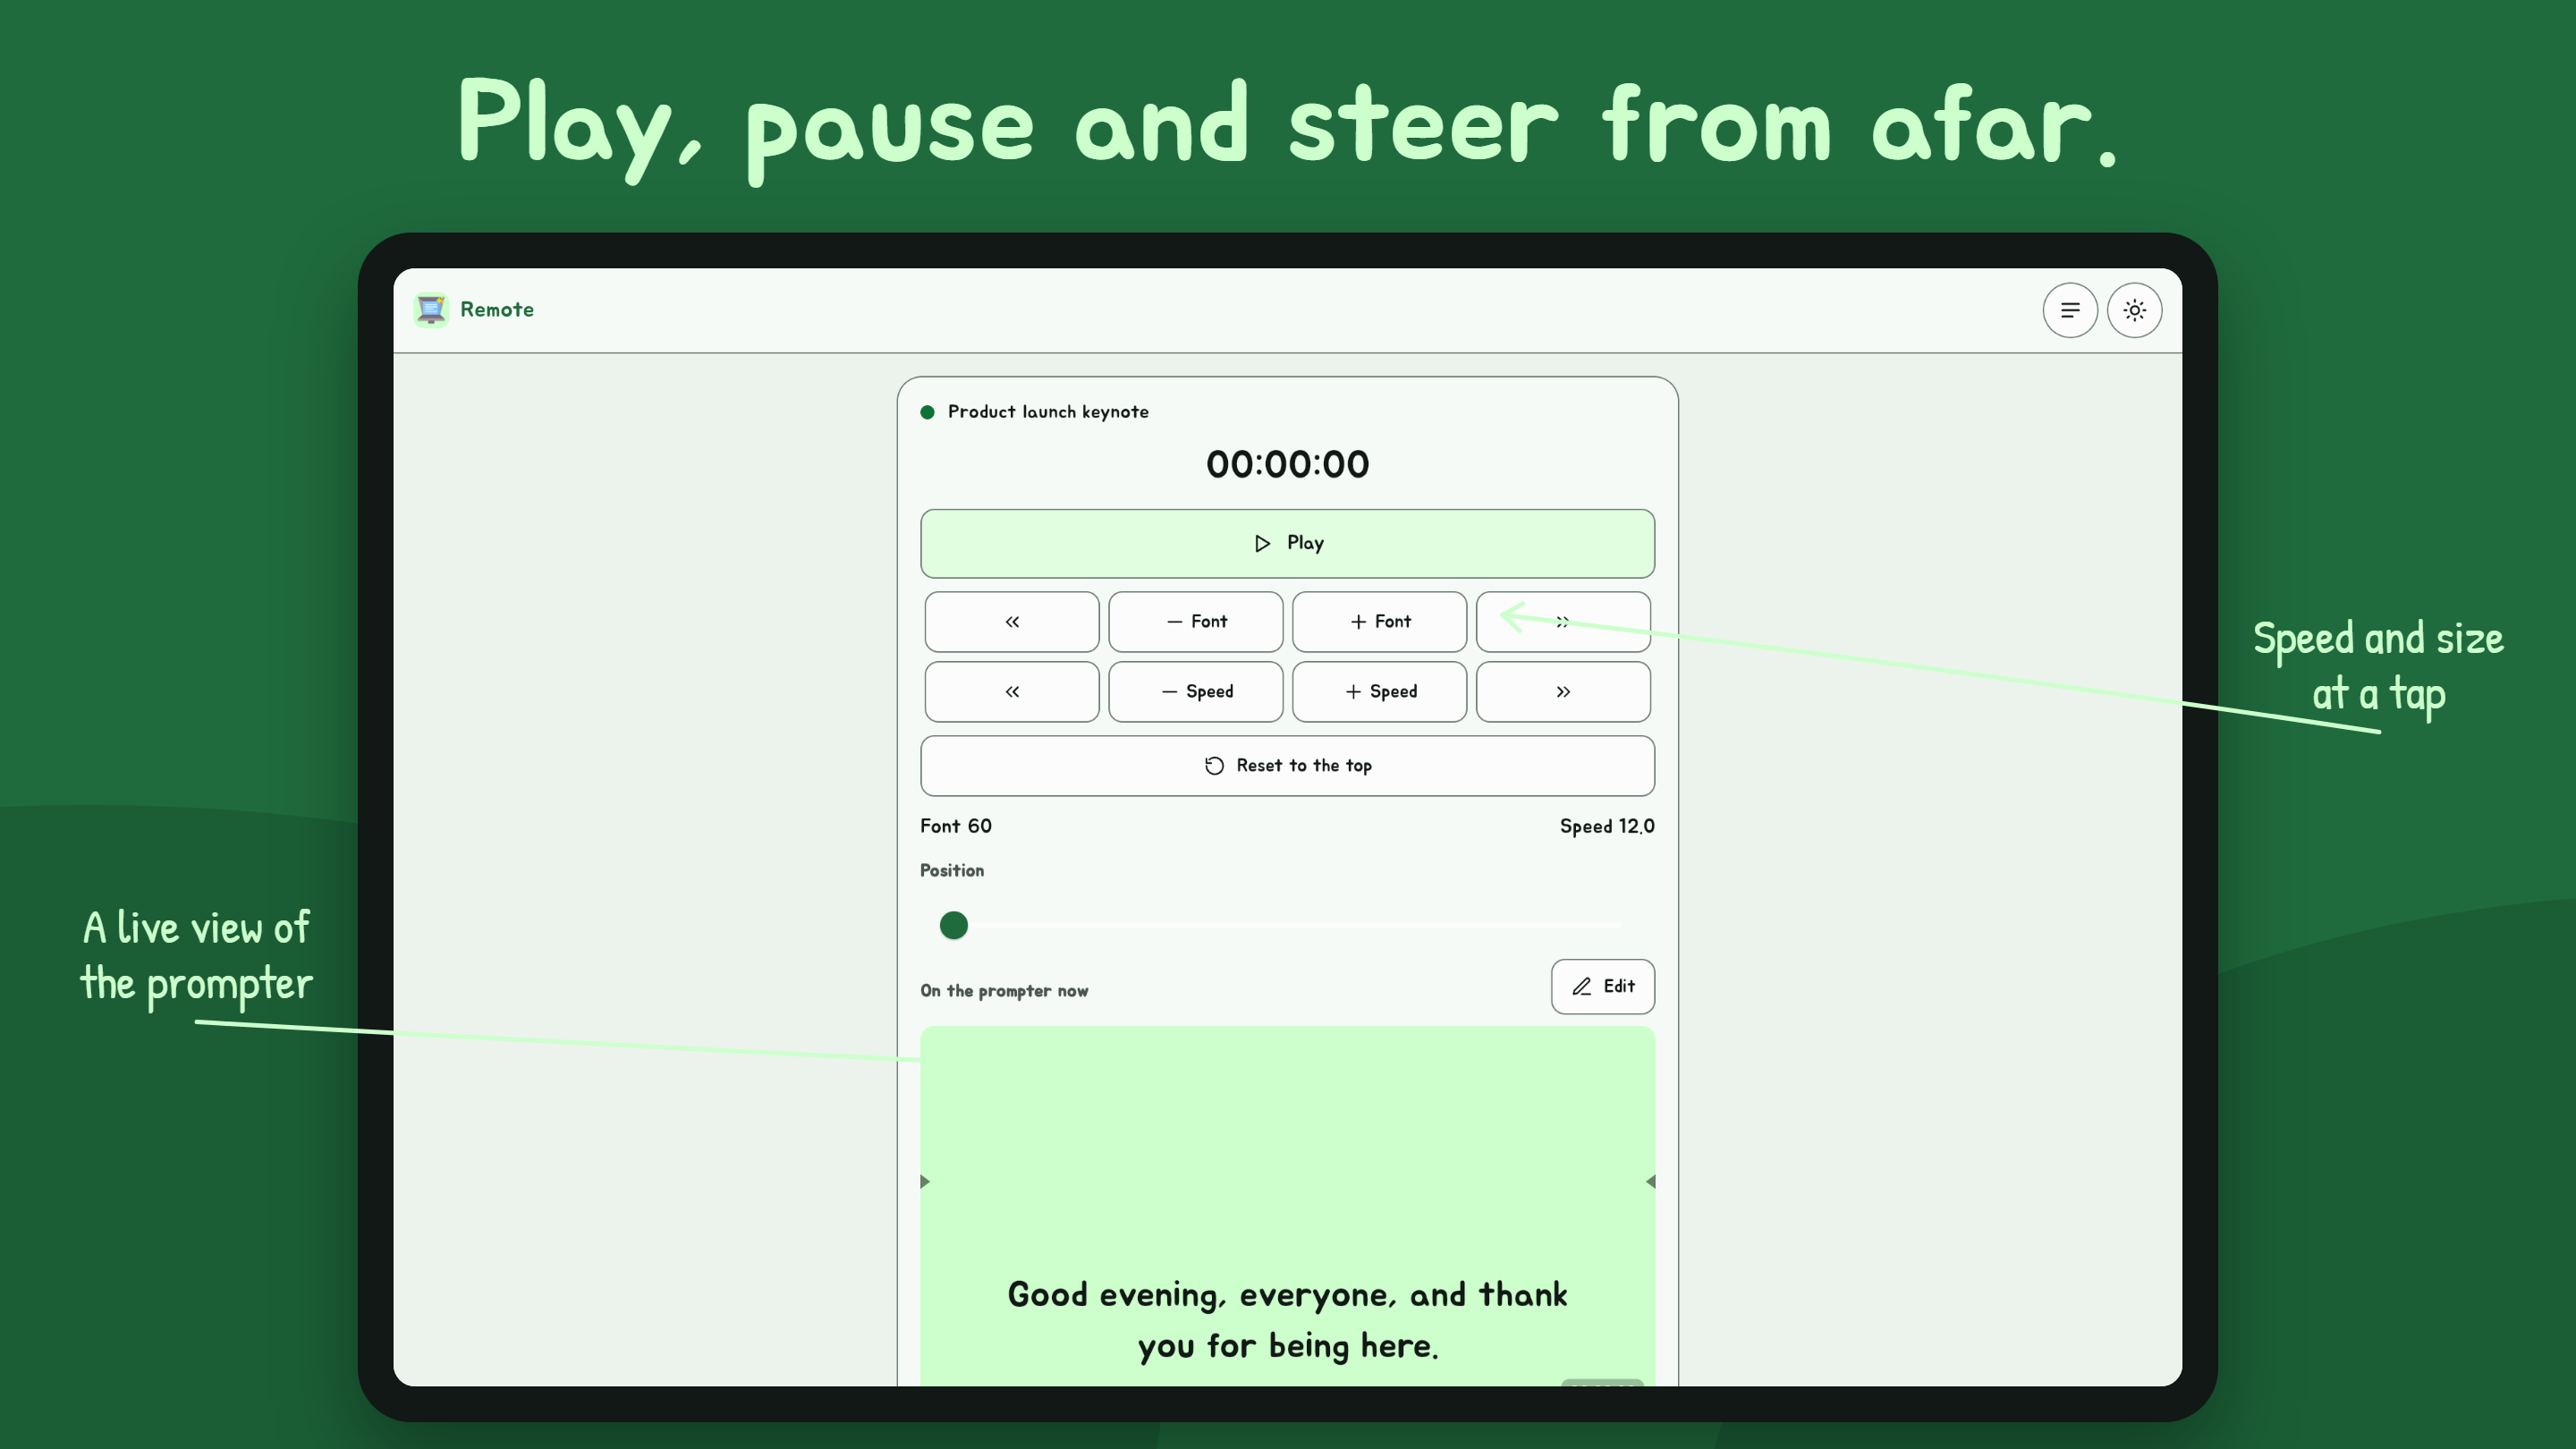 Play, pause and steer from afar.
Remote
Product launch keynote
00:00:00
Play
« — Font + Font »
« — Speed + Speed »
Reset to the top
Font 60 Speed 12.0
Position
On the prompter now Edit
Good evening, everyone, and thank
you for being here.
Speed and size
at a tap
A live view of
the prompter